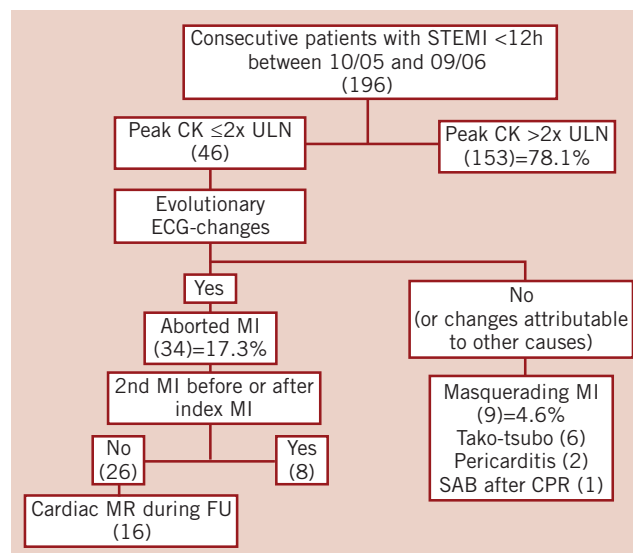 Consecutive patients with STEMI <12h
between 10/05 and 09/06
(196)
Peak CK ≤2x ULN
(46)
Peak CK >2x ULN
(153)=78.1%
Evolutionary
ECG-changes
Yes
No
(or changes attributable
to other causes)
Aborted MI
(34)=17.3%
Masquerading MI
(9)=4.6%
Tako-tsubo (6)
Pericarditis (2)
SAB after CPR (1)
2nd MI before or after
index MI
No
(26)
Yes
(8)
Cardiac MR during FU
(16)